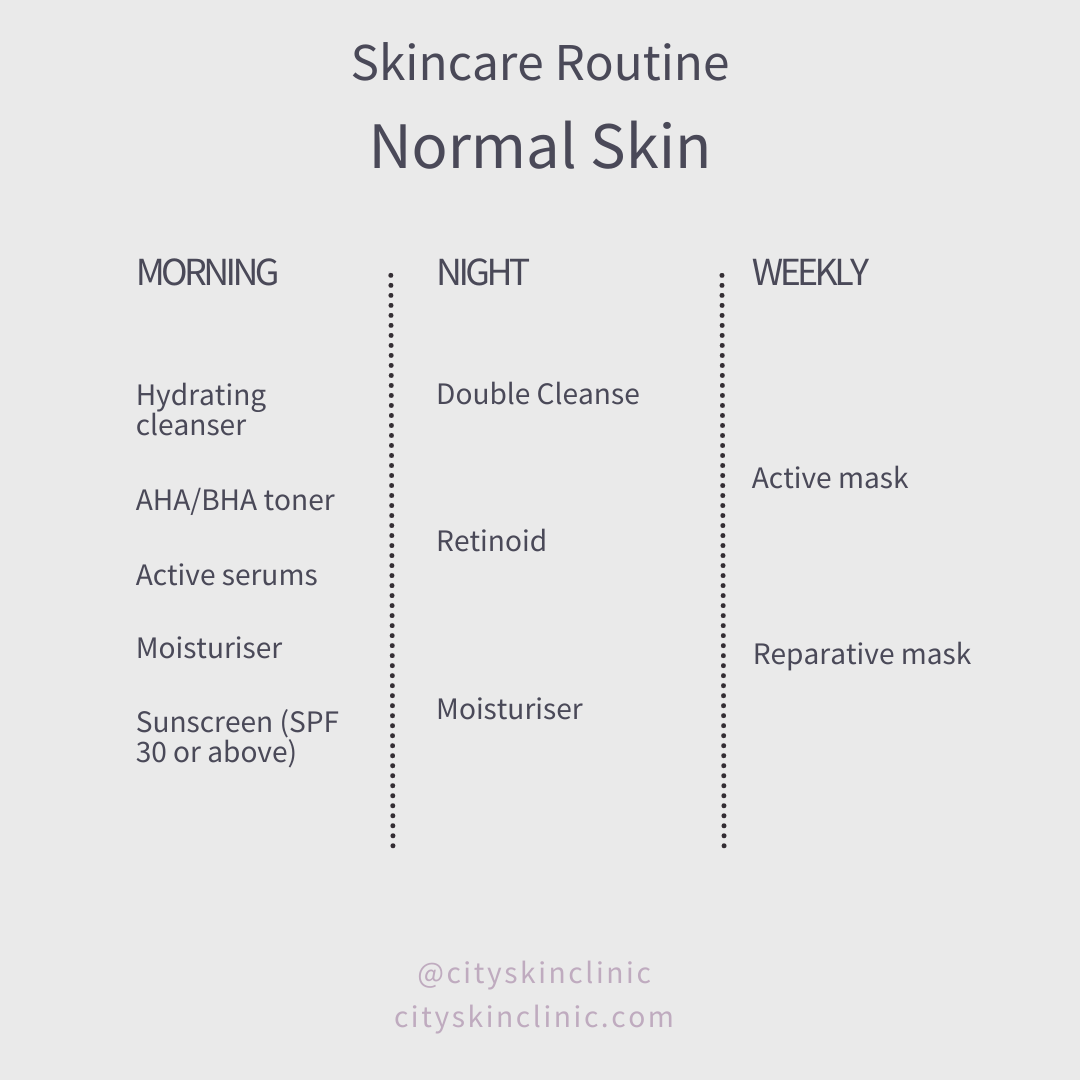 Skincare Routine
Normal Skin
MORNING
Hydrating
cleanser
AHA/BHA toner
Active serums
Moisturiser
Sunscreen (SPF
30 or above)
NIGHT
Double Cleanse
Retinoid
Moisturiser
WEEKLY
Active mask
Reparative mask
@cityskinclinic
cityskinclinic.com